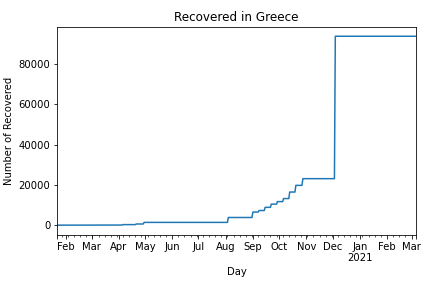 Recovered in Greece
Number of Recovered
80000
60000
40000
20000
0
Feb Mar Apr May Jun Jul Aug Sep Oct Nov Dec Jan Feb Mar
2021
Day